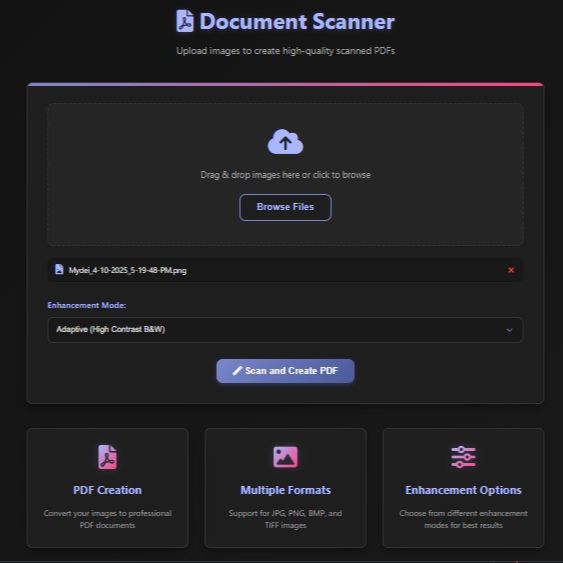 Document Scanner
Upload images to create high-quality scanned PDFs
Drag & drop images here or click to browse
Browse Files
Mydei_4-10-2025_5-19-48-PM.png
Enhancement Mode:
Adaptive (High Contrast B&W)
Scan and Create PDF
PDF Creation
Convert your images to professional
PDF documents
Multiple Formats
Support for JPG, PNG, BMP, and
TIFF images
Enhancement Options
Choose from different enhancement
modes for best results